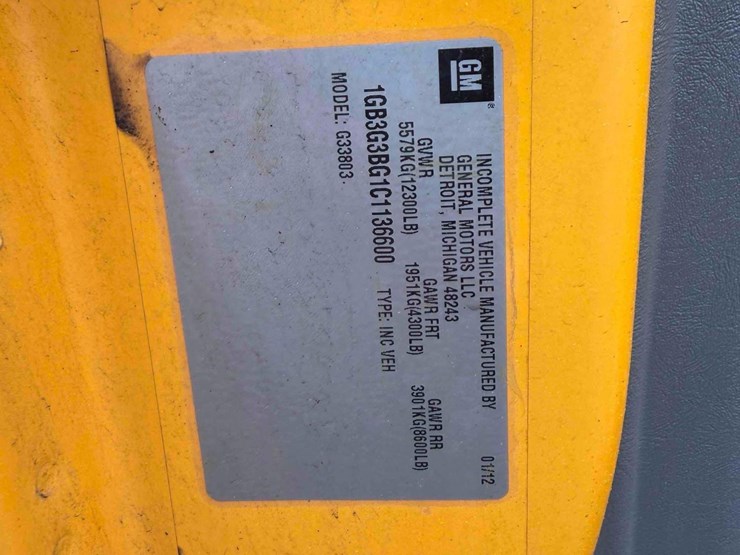 GM
INCOMPLETE VEHICLE MANUFACTURED BY 01/12
GENERAL MOTORS LLC
DETROIT, MICHIGAN 48243
GVWR GAWR FRT GAWR RR
5579KG(12300LB) 1951KG(4300LB) 3901KG(8600LB)
1GB3G3BG1C1136600 TYPE: INC VEH
MODEL: G33803